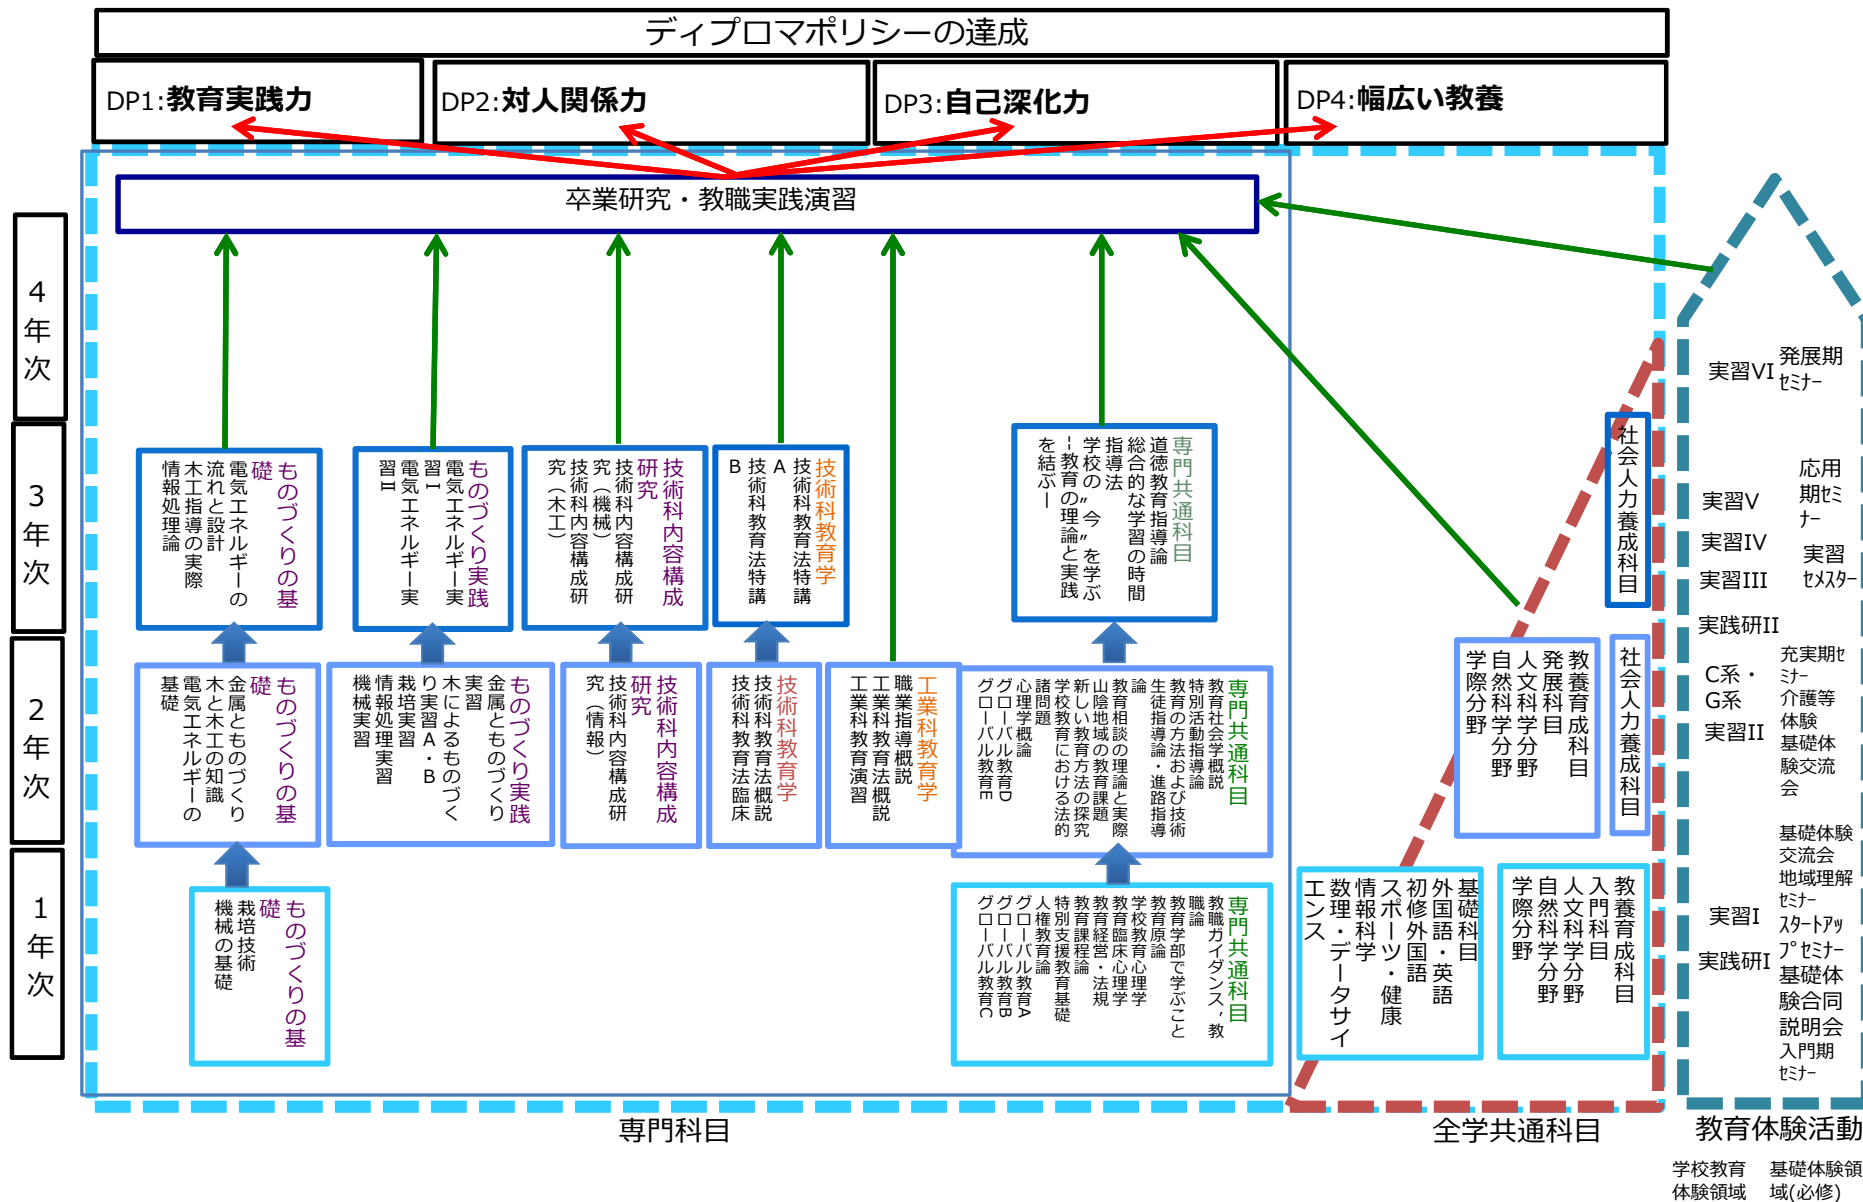 ディプロマポリシーの達成
DP1:教育実践力
DP2:対人関係力
DP3:自己深化力
DP4:幅広い教養
卒業研究・教職実践演習
4年次
3年次
2年次
1年次
ものづくりの基
礎
電気エネルギーの
流れと設計
木工指導の実際
情報処理論
ものづくり実践
電気エネルギー実
習Ⅰ
電気エネルギー実
習Ⅱ
技術科内容構成
研究
技術科内容構成研
究（機械）
技術科内容構成研
究（木工）
技術科教育学
技術科教育法特講
A
技術科教育法特講
B
専門共通科目
道徳教育指導論
総合的な学習の時間
指導法
学校の〝今〟を学ぶ
ー教育の理論と実践
を結ぶー
社会人力養成科目
ものづくりの基
礎
金属とものづくり
木と木工の知識
電気エネルギーの
基礎
ものづくり実践
金属とものづくり
実習
木によるものづく
り実習A・B
栽培実習
情報処理実習
機械実習
技術科内容構成
研究
技術科内容構成研
究（情報）
技術科教育学
技術科教育法概説
技術科教育法臨床
工業科教育学
職業指導概説
工業科教育法概説
工業科教育演習
専門共通科目
教育社会学概説
特別活動指導論
教育の方法および技術
生徒指導論・進路指導
論
教育相談の理論と実際
山陰地域の教育課題
新しい教育方法の探究
学校教育における法的
諸問題
心理学概論
グローバル教育D
グローバル教育E
教養育成科目
発展科目
人文科学分野
自然科学分野
学際分野
社会人力養成科目
ものづくりの基
礎
栽培技術
機械の基礎
専門共通科目
教職ガイダンス，教
職論
教育学部で学ぶこと
教育原論
学校教育心理学
教育臨床心理学
教育経営・法規
教育課程論
特別支援教育基礎
人権教育論
グローバル教育A
グローバル教育B
グローバル教育C
基礎科目
外国語・英語
初修外国語
スポーツ・健康
情報科学
数理・データサイ
エンス
教養育成科目
入門科目
人文科学分野
自然科学分野
学際分野
実習VI
発展期
ｾﾐﾅｰ
実習V
応用
期ｾﾐ
ﾅｰ
実習IV
実習III
実習
ｾﾒｽﾀｰ
実践研II
C系・
G系
実習II
充実期ｾ
ﾐﾅｰ
介護等
体験
基礎体
験交流
会
実習I
実践研I
基礎体験
交流会
地域理解
ｾﾐﾅｰ
ｽﾀｰﾄｱｯ
ﾌﾟｾﾐﾅｰ
基礎体
験合同
説明会
入門期
ｾﾐﾅｰ
専門科目
全学共通科目
教育体験活動
学校教育
体験領域
基礎体験領
域(必修)